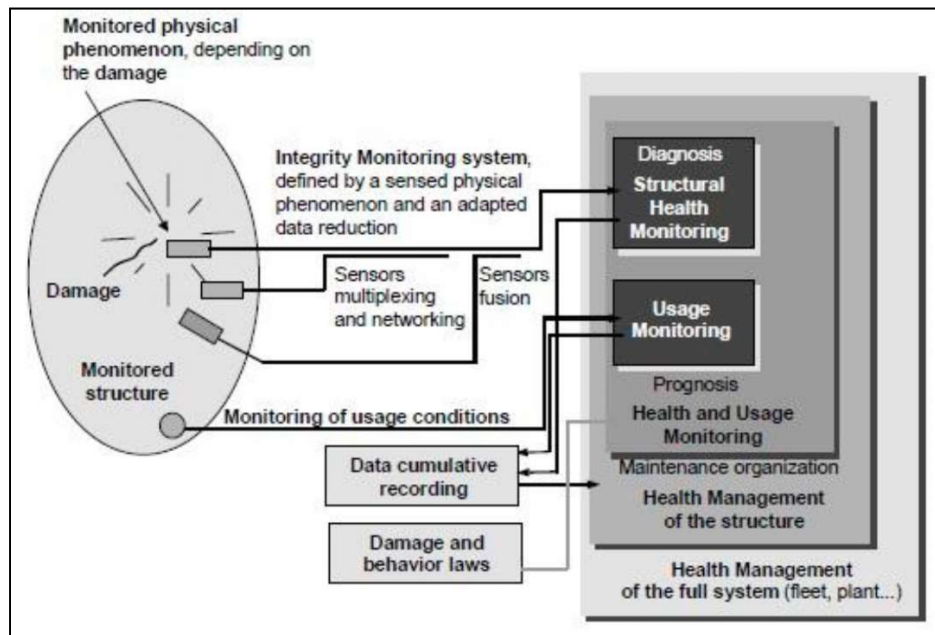 Monitored physical
phenomenon, depending on
the damage
Integrity Monitoring system,
defined by a sensed physical
phenomenon and an adapted
data reduction
Damage
Sensors
multiplexing
and networking
Sensors
fusion
Monitored
structure
Monitoring of usage conditions
Data cumulative
recording
Damage and
behavior laws
Diagnosis
Structural
Health
Monitoring
Usage
Monitoring
Prognosis
Health and Usage
Monitoring
Maintenance organization
Health Management
of the structure
Health Management
of the full system (fleet, plant...)